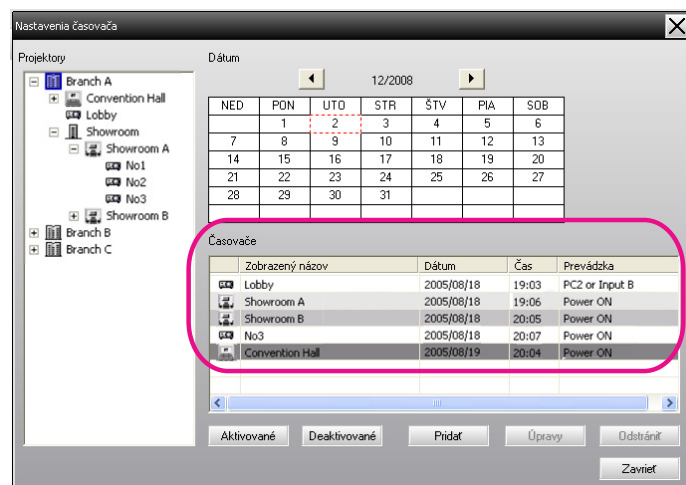 Nastavenia časovača
Projektory
Branch A
Convention Hall
Lobby
Showroom
Showroom A
No1
No2
No3
Showroom B
Branch B
Branch C
Dátum
12/2008
NED PON UTO STR ŠTV PIA SOB
1 2 3 4 5 6
7 8 9 10 11 12 13
14 15 16 17 18 19 20
21 22 23 24 25 26 27
28 29 30 31
Časovače
Zobrazený názov Dátum Čas Prevádzka
Lobby 2005/08/18 19:03 PC2 or Input B
Showroom A 2005/08/18 19:06 Power ON
Showroom B 2005/08/18 20:05 Power ON
No3 2005/08/18 20:07 Power ON
Convention Hall 2005/08/19 20:04 Power ON
Aktivované Deaktivované Pridať Úpravy Odstrániť
Zavrieť